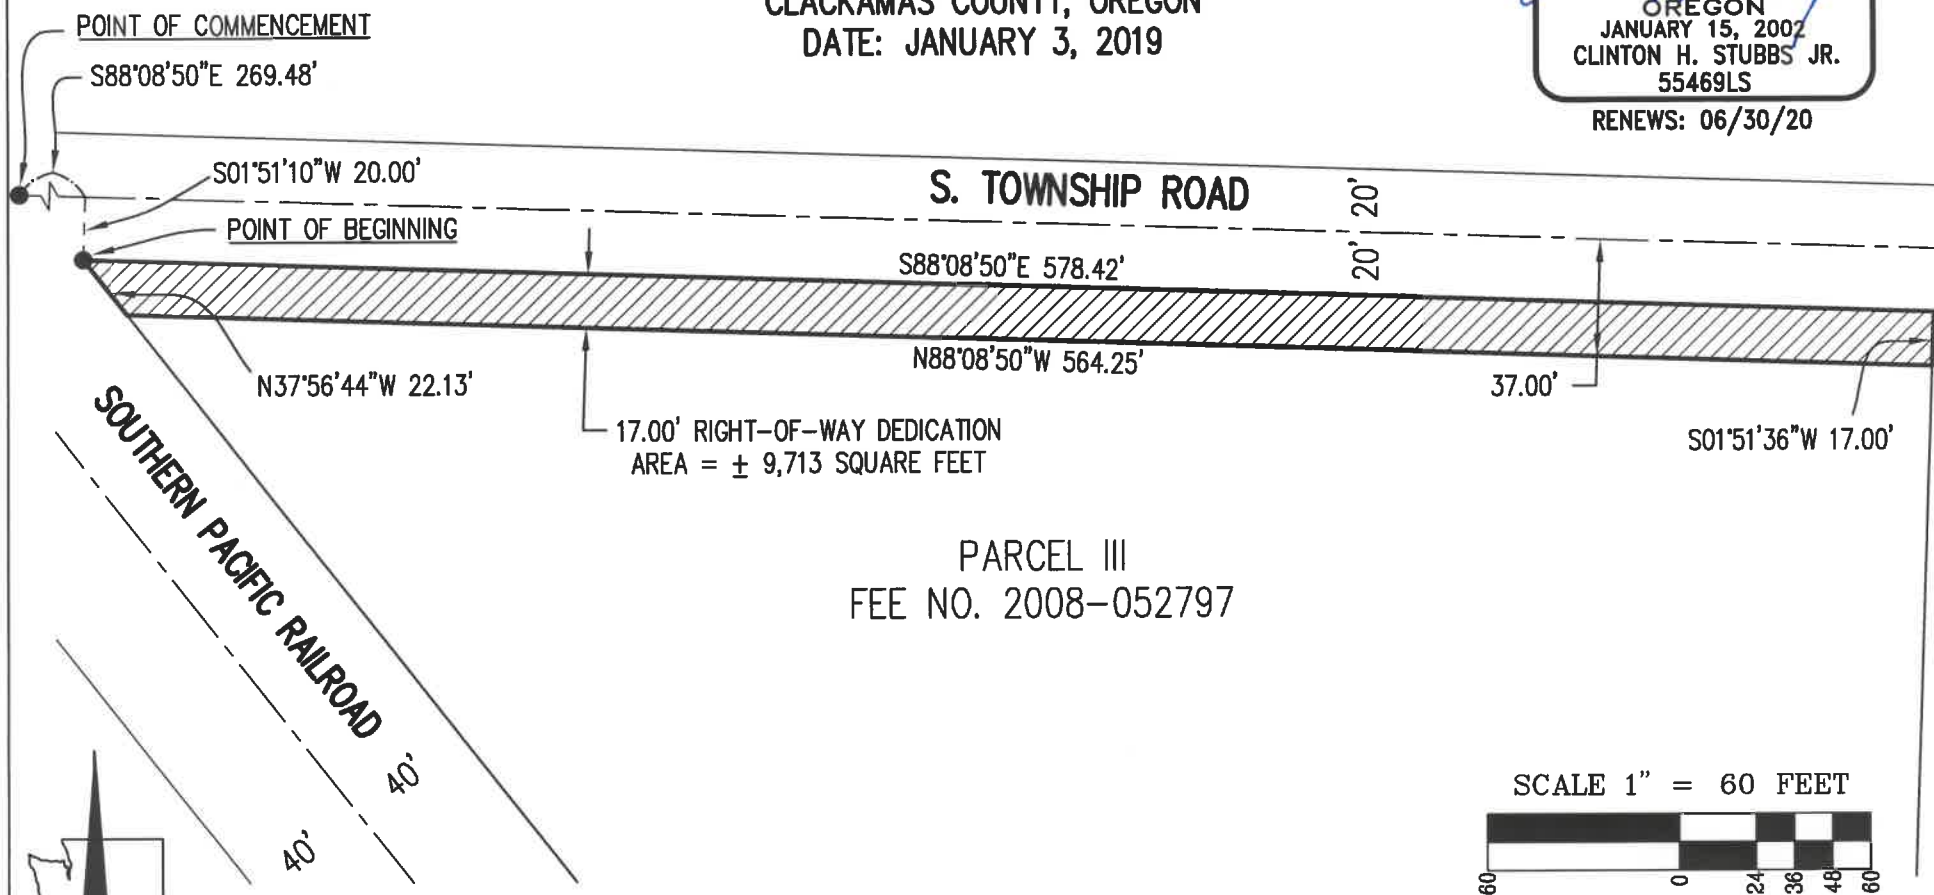 CLACKAMAS COUNTY, OREGON
DATE: JANUARY 3, 2019
OREGON
JANUARY 15, 2002
CLINTON H. STUBBS JR.
55469LS
RENEWS: 06/30/20
POINT OF COMMENCEMENT
S88°08'50"E 269.48'
S01°51'10"W 20.00'
POINT OF BEGINNING
S. TOWNSHIP ROAD
20'
20'
S88°08'50"E 578.42'
N88°08'50"W 564.25'
N37°56'44"W 22.13'
37.00'
S01°51'36"W 17.00'
17.00' RIGHT-OF-WAY DEDICATION
AREA = ± 9,713 SQUARE FEET
SOUTHERN PACIFIC RAILROAD
40'
40'
PARCEL III
FEE NO. 2008-052797
SCALE 1" = 60 FEET
60 0 24 36 48 60